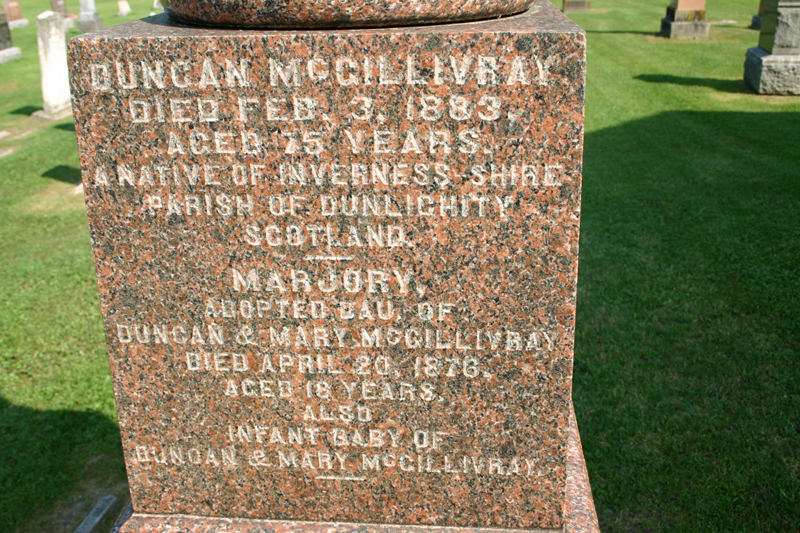 DUNCAN McGILLIVRAY
DIED FEB. 3, 1883.
AGED 75 YEARS.
A NATIVE OF INVERNESS-SHIRE
PARISH OF DUNLIGHITY
SCOTLAND.
MARJORY,
ADOPTED DAU. OF
DUNCAN & MARY McGILLIVRAY
DIED APRIL 20, 1876.
AGED 18 YEARS.
ALSO
INFANT BABY OF
DUNCAN & MARY McGILLIVRAY.